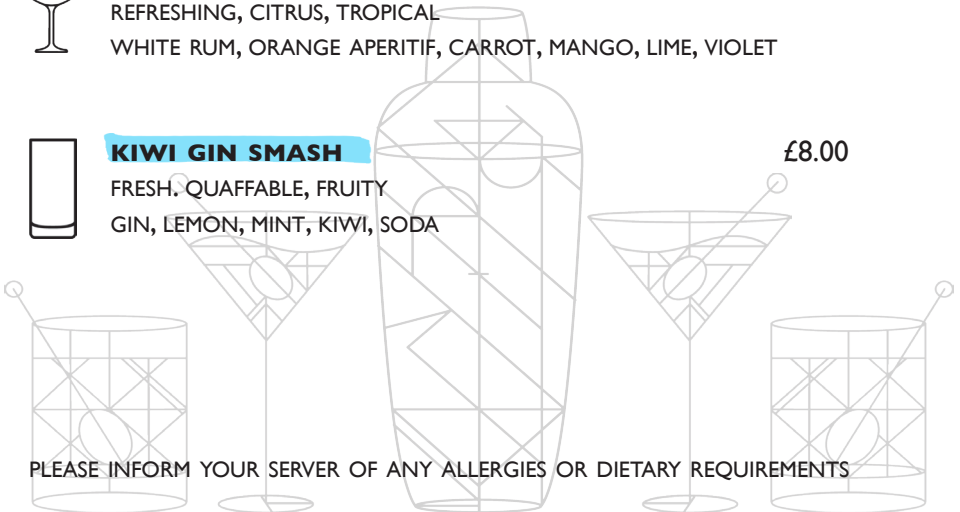 REFRESHING, CITRUS, TROPICAL
WHITE RUM, ORANGE APERITIF, CARROT, MANGO, LIME, VIOLET
KIWI GIN SMASH £8.00
FRESH. QUAFFABLE, FRUITY
GIN, LEMON, MINT, KIWI, SODA
PLEASE INFORM YOUR SERVER OF ANY ALLERGIES OR DIETARY REQUIREMENTS